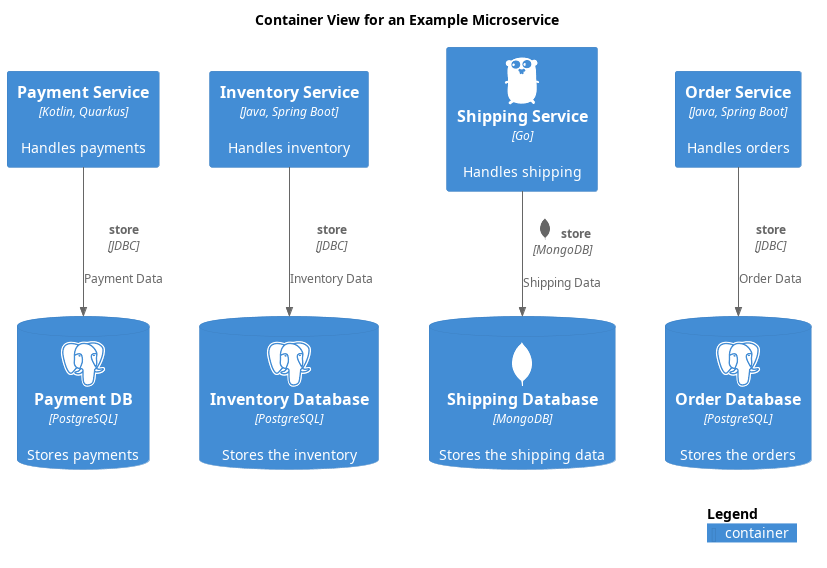 Container View for an Example Microservice
Payment Service
[Kotlin, Quarkus]
Handles payments
Inventory Service
[Java, Spring Boot]
Handles inventory
Shipping Service
[Go]
Handles shipping
Order Service
[Java, Spring Boot]
Handles orders
store
[JDBC]
Payment Data
store
[JDBC]
Inventory Data
store
[MongoDB]
Shipping Data
store
[JDBC]
Order Data
Payment DB
[PostgreSQL]
Stores payments
Inventory Database
[PostgreSQL]
Stores the inventory
Shipping Database
[MongoDB]
Stores the shipping data
Order Database
[PostgreSQL]
Stores the orders
Legend
container